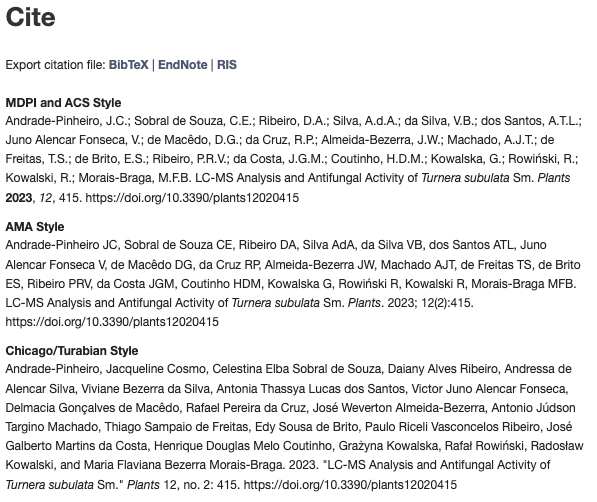 Cite
Export citation file: BibTeX | EndNote | RIS
MDPI and ACS Style
Andrade-Pinheiro, J.C.; Sobral de Souza, C.E.; Ribeiro, D.A.; Silva, A.d.A.; da Silva, V.B.; dos Santos, A.T.L.;
Juno Alencar Fonseca, V.; de Macêdo, D.G.; da Cruz, R.P.; Almeida-Bezerra, J.W.; Machado, A.J.T.; de
Freitas, T.S.; de Brito, E.S.; Ribeiro, P.R.V.; da Costa, J.G.M.; Coutinho, H.D.M.; Kowalska, G.; Rowiński, R.;
Kowalski, R.; Morais-Braga, M.F.B. LC-MS Analysis and Antifungal Activity of Turnera subulata Sm. Plants
2023, 12, 415. https://doi.org/10.3390/plants12020415
AMA Style
Andrade-Pinheiro JC, Sobral de Souza CE, Ribeiro DA, Silva AdA, da Silva VB, dos Santos ATL, Juno
Alencar Fonseca V, de Macêdo DG, da Cruz RP, Almeida-Bezerra JW, Machado AJT, de Freitas TS, de Brito
ES, Ribeiro PRV, da Costa JGM, Coutinho HDM, Kowalska G, Rowiński R, Kowalski R, Morais-Braga MFB.
LC-MS Analysis and Antifungal Activity of Turnera subulata Sm. Plants. 2023; 12(2):415.
https://doi.org/10.3390/plants12020415
Chicago/Turabian Style
Andrade-Pinheiro, Jacqueline Cosmo, Celestina Elba Sobral de Souza, Daiany Alves Ribeiro, Andressa de
Alencar Silva, Viviane Bezerra da Silva, Antonia Thassya Lucas dos Santos, Victor Juno Alencar Fonseca,
Delmacia Gonçalves de Macêdo, Rafael Pereira da Cruz, José Weverton Almeida-Bezerra, Antonio Júdson
Targino Machado, Thiago Sampaio de Freitas, Edy Sousa de Brito, Paulo Riceli Vasconcelos Ribeiro, José
Galberto Martins da Costa, Henrique Douglas Melo Coutinho, Grażyna Kowalska, Rafał Rowiński, Radosław
Kowalski, and Maria Flaviana Bezerra Morais-Braga. 2023. "LC-MS Analysis and Antifungal Activity of
Turnera subulata Sm." Plants 12, no. 2: 415. https://doi.org/10.3390/plants12020415